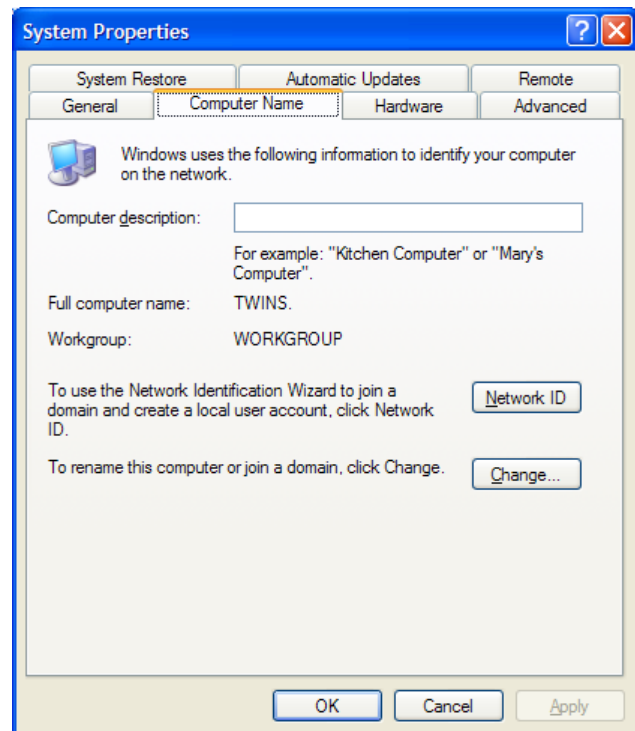 System Properties
System Restore
Automatic Updates
Remote
General
Computer Name
Hardware
Advanced
Windows uses the following information to identify your computer
on the network.
Computer description:
For example: "Kitchen Computer" or "Mary's
Computer".
Full computer name:
TWINS.
Workgroup:
WORKGROUP
To use the Network Identification Wizard to join a
domain and create a local user account, click Network
ID.
Network ID
To rename this computer or join a domain, click Change.
Change...
OK
Cancel
Apply